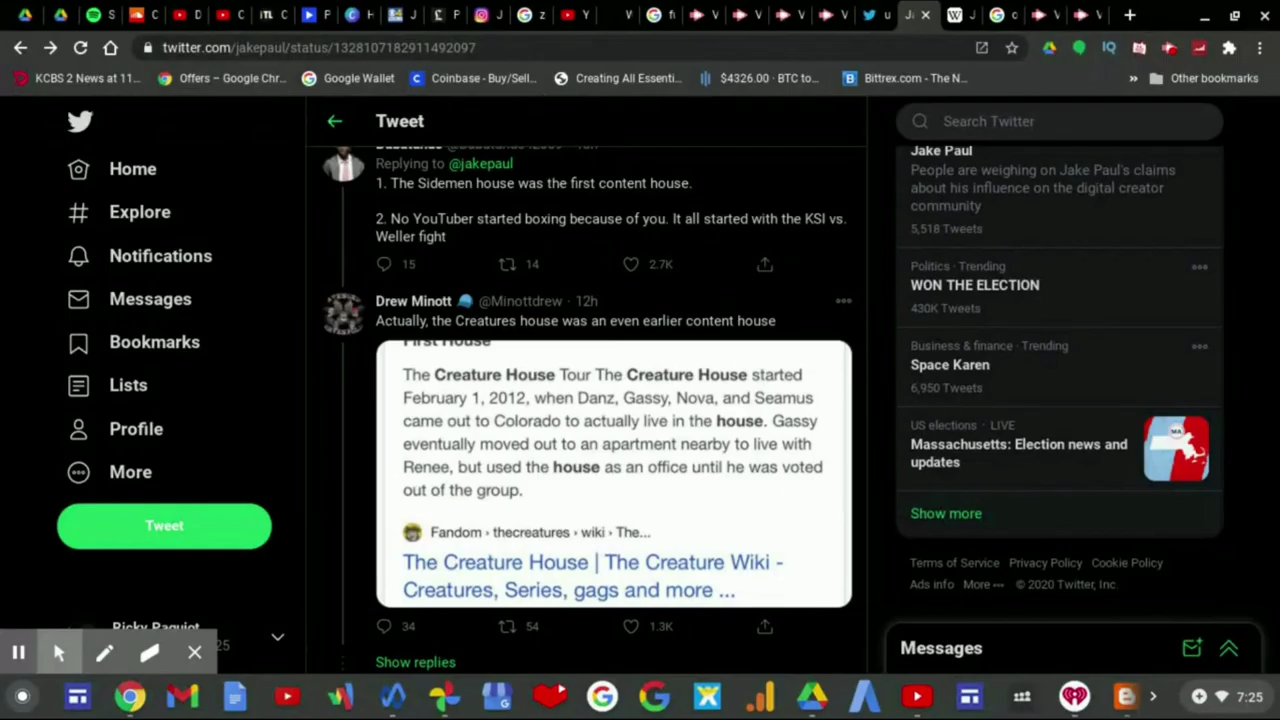 twitter.com/jakepaul/status/1328107182911492097
KCBS 2 News at 11...
Offers – Google Chr...
Google Wallet
Coinbase - Buy/Sell...
Creating All Essenti...
$4326.00 · BTC to...
Bittrex.com - The N...
Other bookmarks
Home
Explore
Notifications
Messages
Bookmarks
Lists
Profile
More
Tweet
Tweet
Replying to @jakepaul
1. The Sidemen house was the first content house.
2. No YouTuber started boxing because of you. It all started with the KSI vs.
Weller fight
15 14 2.7K
Drew Minott @Minottdrew · 12h
Actually, the Creatures house was an even earlier content house
First House
The Creature House Tour The Creature House started
February 1, 2012, when Danz, Gassy, Nova, and Seamus
came out to Colorado to actually live in the house. Gassy
eventually moved out to an apartment nearby to live with
Renee, but used the house as an office until he was voted
out of the group.
Fandom › thecreatures › wiki › The...
The Creature House | The Creature Wiki -
Creatures, Series, gags and more ...
34 54 1.3K
Show replies
Search Twitter
Jake Paul
People are weighing on Jake Paul's claims
about his influence on the digital creator
community
5,518 Tweets
Politics · Trending
WON THE ELECTION
430K Tweets
Business & finance · Trending
Space Karen
6,950 Tweets
US elections · LIVE
Massachusetts: Election news and
updates
MA
Show more
Terms of Service Privacy Policy Cookie Policy
Ads info More ··· © 2020 Twitter, Inc.
Messages
25
7:25